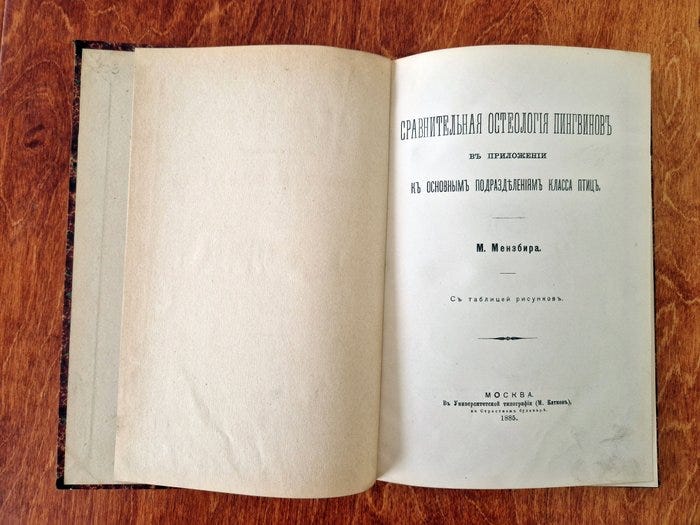 СРАВНИТЕЛЬНАЯ ОСТЕОЛОГІЯ ПИНГВИНОВЪ
ВЪ ПРИЛОЖЕНІИ
КЪ ОСНОВНЫМЪ ПОДРАЗДѢЛЕНІЯМЪ КЛАССА ПТИЦЪ.
М. Мензбира.
Съ таблицей рисунковъ.
МОСКВА.
Въ Университетской типографіи (М. Катковъ),
на Страстномъ бульварѣ.
1885.